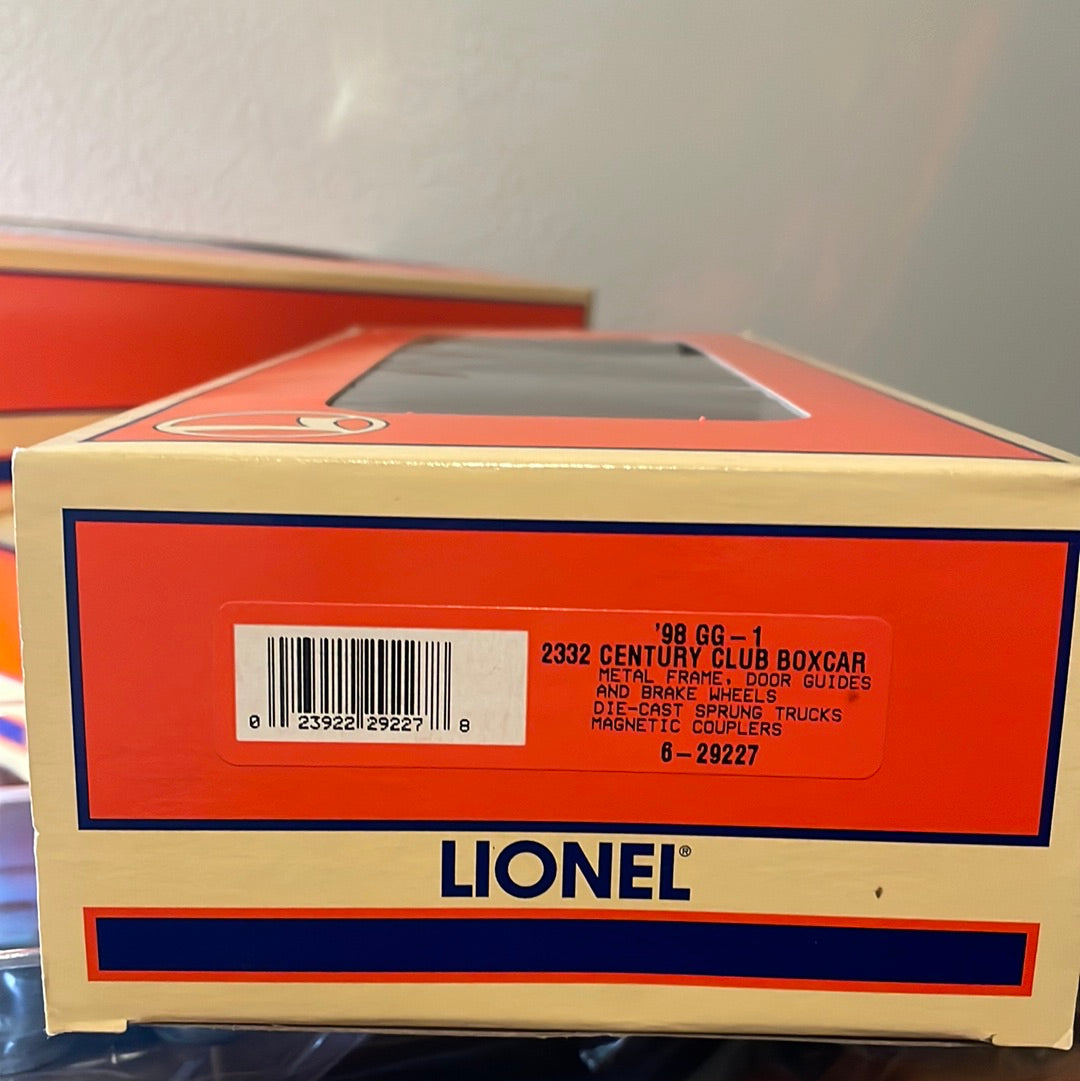 '98 GG-1
2332 CENTURY CLUB BOXCAR
METAL FRAME, DOOR GUIDES
AND BRAKE WHEELS
DIE-CAST SPRUNG TRUCKS
MAGNETIC COUPLERS
6-29227
0 23922 29227 8
LIONEL®